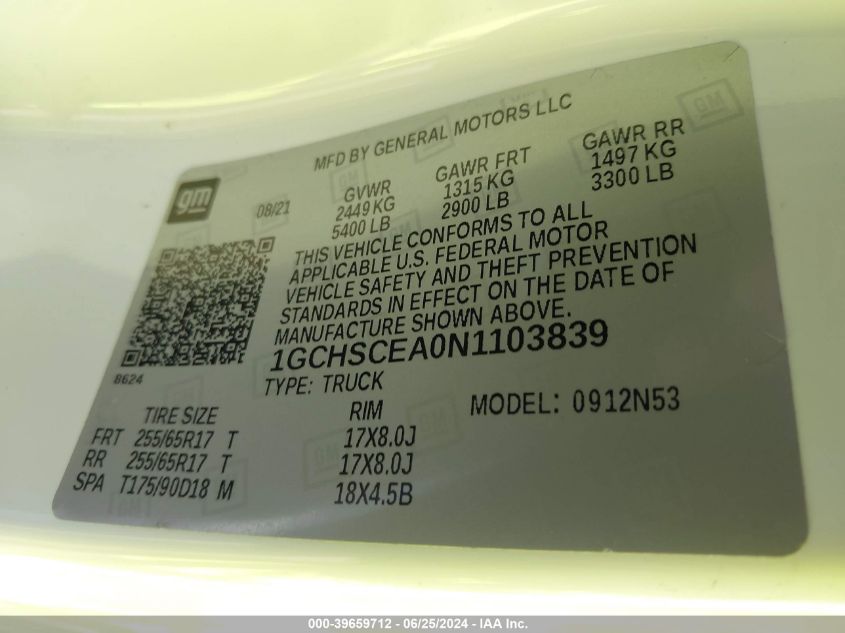 MFD BY GENERAL MOTORS LLC
gm
08/21
GVWR GAWR FRT GAWR RR
2449 KG 1315 KG 1497 KG
5400 LB 2900 LB 3300 LB
THIS VEHICLE CONFORMS TO ALL
APPLICABLE U.S. FEDERAL MOTOR
VEHICLE SAFETY AND THEFT PREVENTION
STANDARDS IN EFFECT ON THE DATE OF
MANUFACTURE SHOWN ABOVE.
1GCHSCEA0N1103839
8624
TYPE: TRUCK
MODEL: 0912N53
TIRE SIZE RIM
FRT 255/65R17 T 17X8.0J
RR 255/65R17 T 17X8.0J
SPA T175/90D18 M 18X4.5B
000-39659712 - 06/25/2024 - IAA Inc.